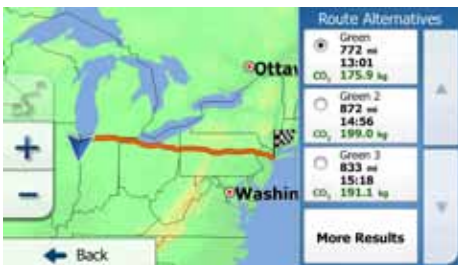 Route Alternatives
Green
772 mi
13:01
CO₂ 175.9 kg
Green 2
872 mi
14:56
CO₂ 199.0 kg
Green 3
833 mi
15:18
CO₂ 191.1 kg
More Results
Ottav
Washin
+
-
Back